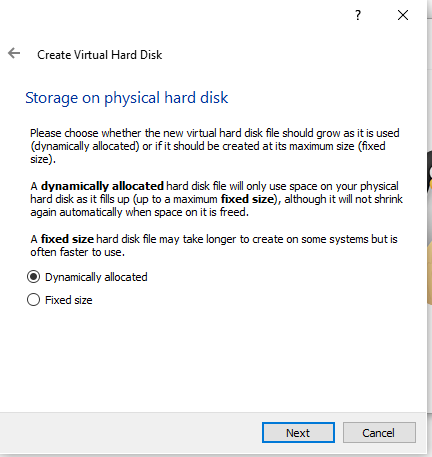 ?
Create Virtual Hard Disk
Storage on physical hard disk
Please choose whether the new virtual hard disk file should grow as it is used
(dynamically allocated) or if it should be created at its maximum size (fixed
size).
A dynamically allocated hard disk file will only use space on your physical
hard disk as it fills up (up to a maximum fixed size), although it will not shrink
again automatically when space on it is freed.
A fixed size hard disk file may take longer to create on some systems but is
often faster to use.
Dynamically allocated
Fixed size
Next
Cancel